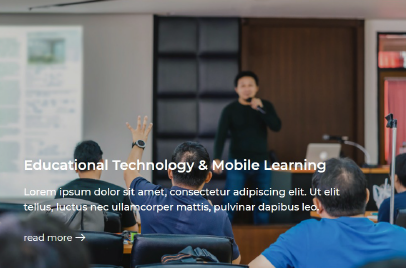 Educational Technology & Mobile Learning
Lorem ipsum dolor sit amet, consectetur adipiscing elit. Ut elit
tellus, luctus nec ullamcorper mattis, pulvinar dapibus leo.
read more →